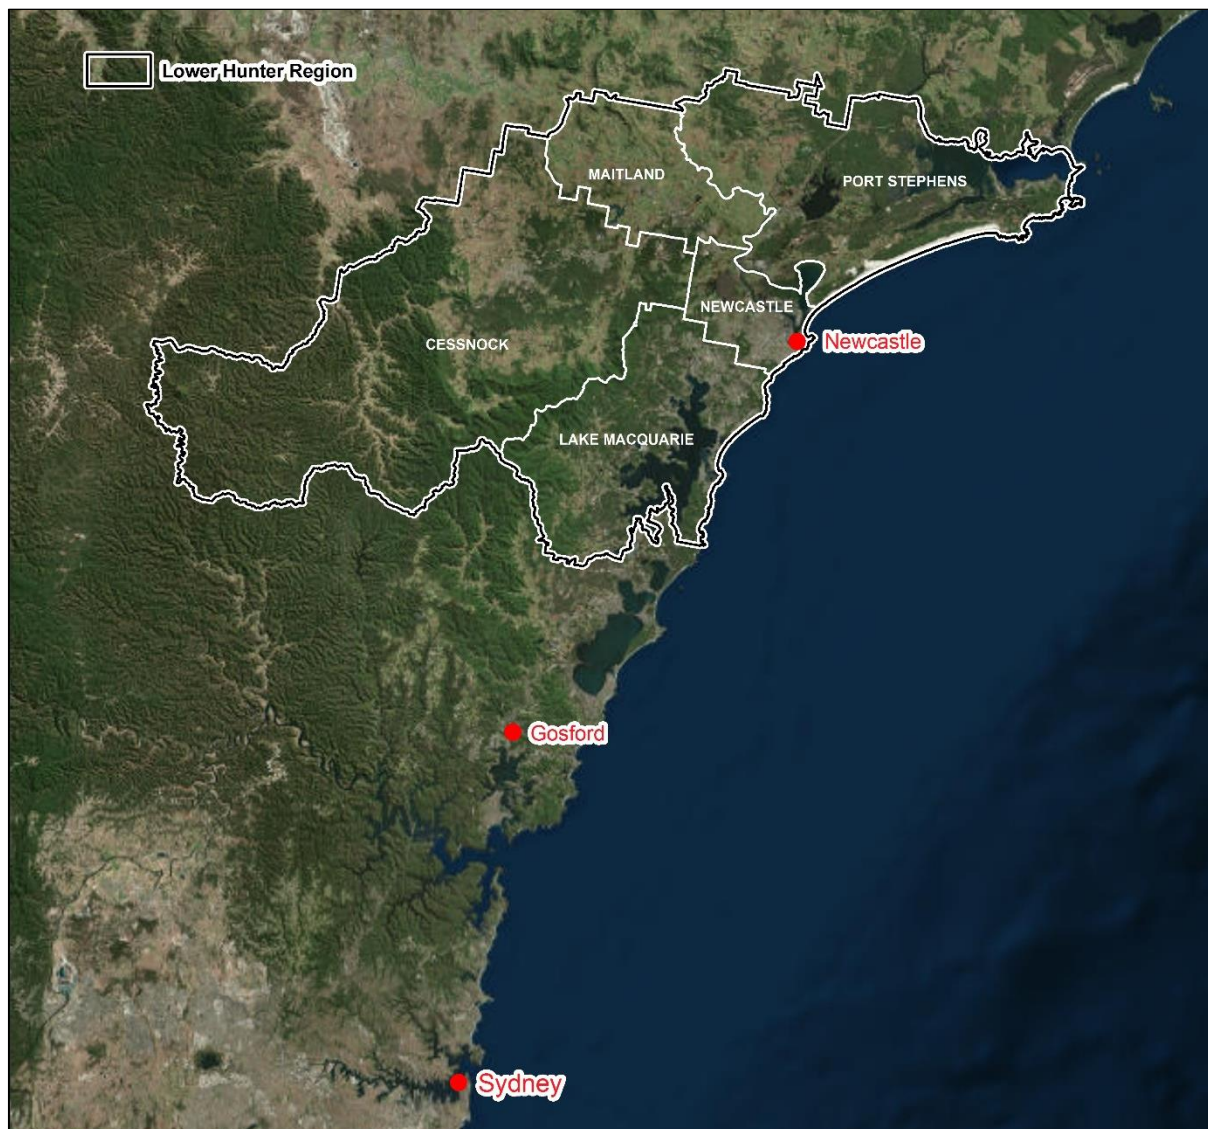 Lower Hunter Region
MAITLAND
PORT STEPHENS
NEWCASTLE
CESSNOCK
Newcastle
LAKE MACQUARIE
Gosford
Sydney